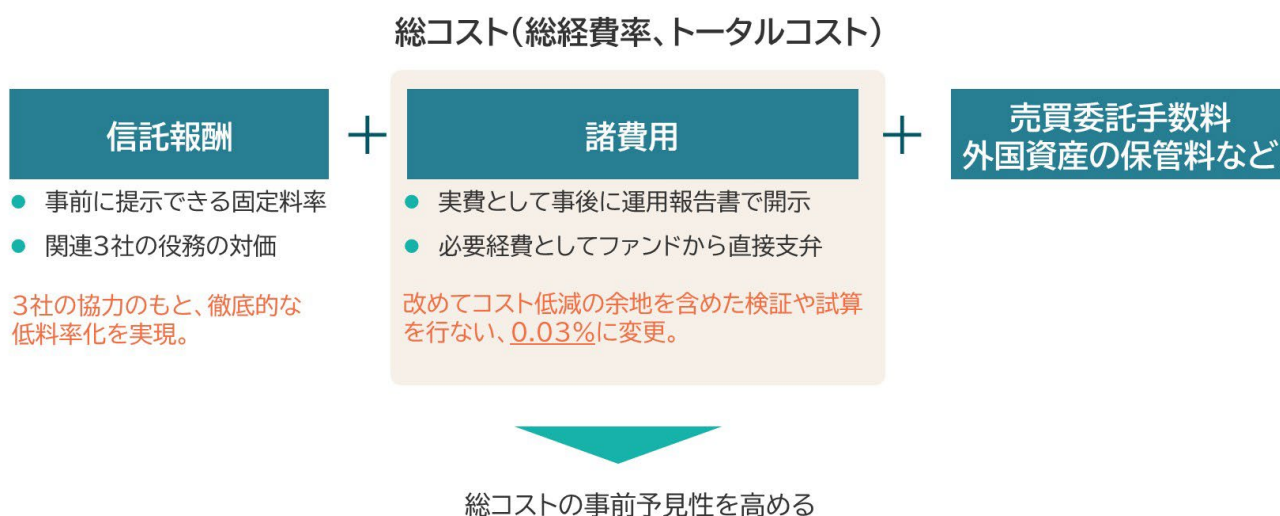 総コスト(総経費率、トータルコスト)
信託報酬
+
諸費用
+
売買委託手数料
外国資産の保管料など
● 事前に提示できる固定料率
● 関連3社の役務の対価
3社の協力のもと、徹底的な
低料率化を実現。
● 実費として事後に運用報告書で開示
● 必要経費としてファンドから直接支弁
改めてコスト低減の余地を含めた検証や試算
を行ない、0.03%に変更。
総コストの事前予見性を高める